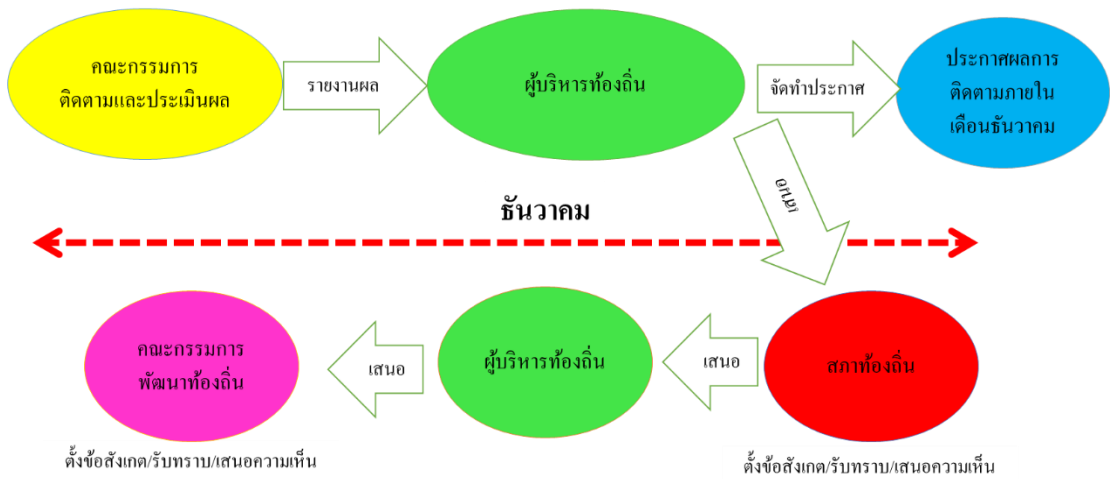 คณะกรรมการ
ติดตามและประเมินผล
รายงานผล
ผู้บริหารท้องถิ่น
จัดทำประกาศ
ประกาศผลการ
ติดตามภายใน
เดือนธันวาคม
เสนอ
ธันวาคม
คณะกรรมการ
พัฒนาท้องถิ่น
เสนอ
ผู้บริหารท้องถิ่น
เสนอ
สภาท้องถิ่น
ตั้งข้อสังเกต/รับทราบ/เสนอความเห็น
ตั้งข้อสังเกต/รับทราบ/เสนอความเห็น